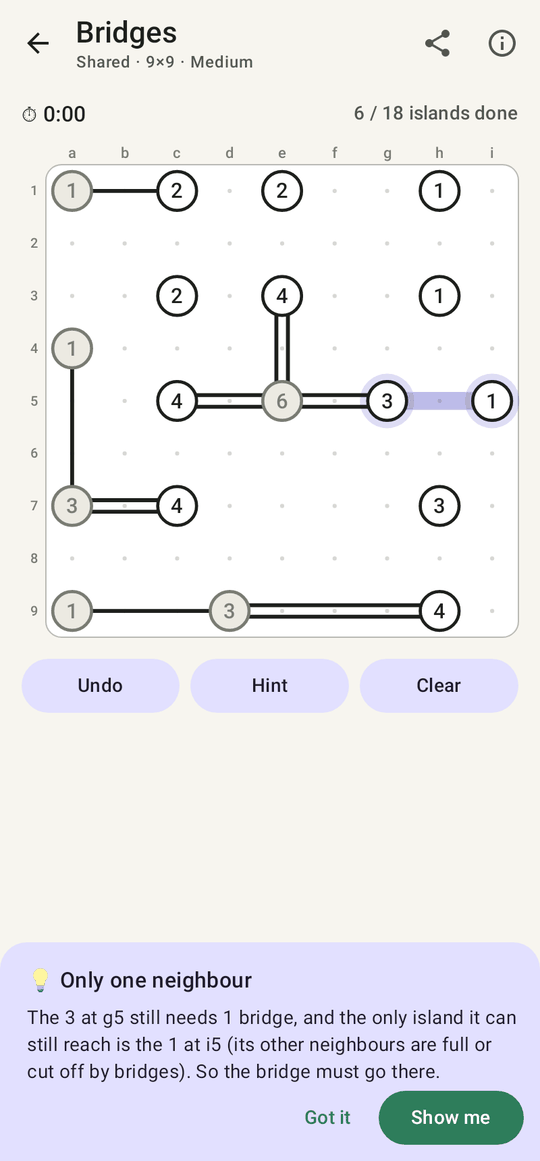 Bridges
Shared · 9×9 · Medium
⏱ 0:00
6 / 18 islands done
a b c d e f g h i
1 1 2 2 1
2
3 2 4 1
4 1
5 4 6 3 1
6
7 3 4 3
8
9 1 3 4
Undo Hint Clear
💡 Only one neighbour
The 3 at g5 still needs 1 bridge, and the only island it can
still reach is the 1 at i5 (its other neighbours are full or
cut off by bridges). So the bridge must go there.
Got it Show me